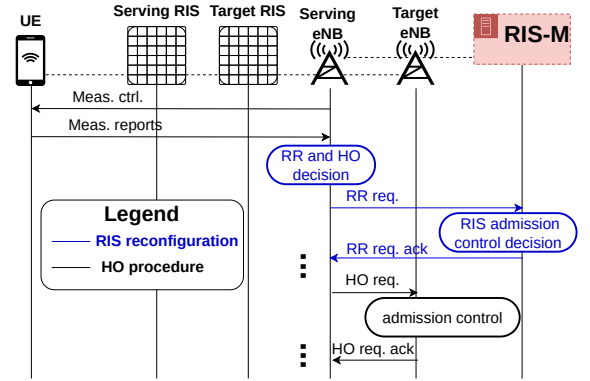 UE
Serving RIS
Target RIS
Serving
eNB
Target
eNB
RIS-M
Meas. ctrl.
Meas. reports
RR and HO
decision
RR req.
RIS admission
control decision
RR req. ack
Legend
RIS reconfiguration
HO procedure
HO req.
admission control
HO req. ack